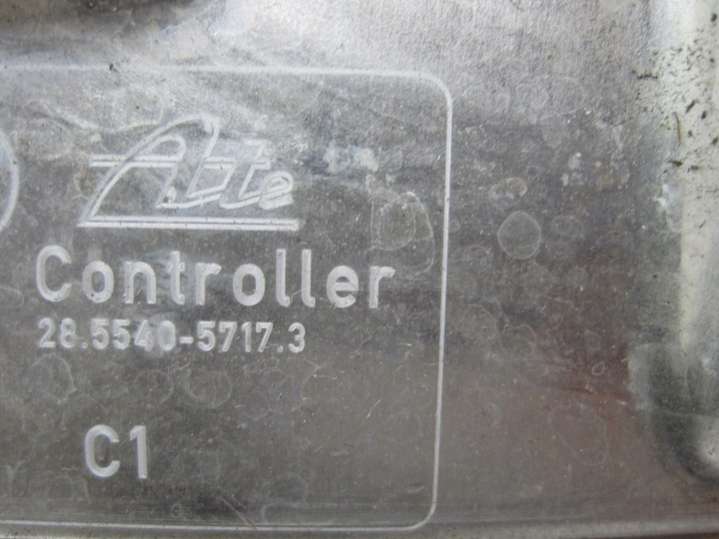 Ate
Controller
28.5540-5717.3
C1